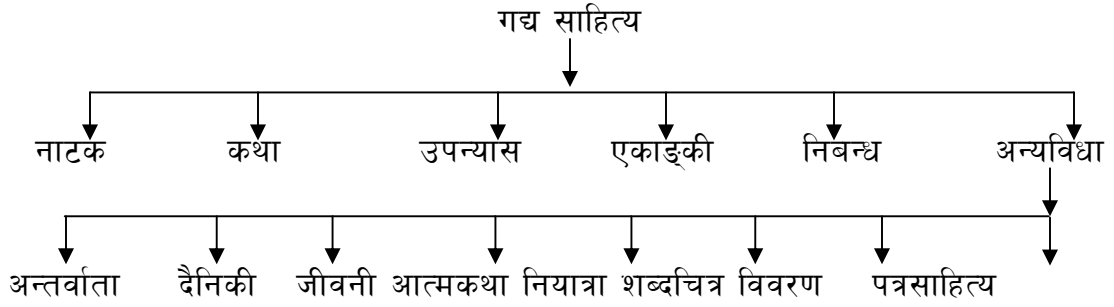 गद्य साहित्य
नाटक कथा उपन्यास एकाङ्की निबन्ध अन्यविधा
अन्तर्वाता दैनिकी जीवनी आत्मकथा नियात्रा शब्दचित्र विवरण पत्रसाहित्य